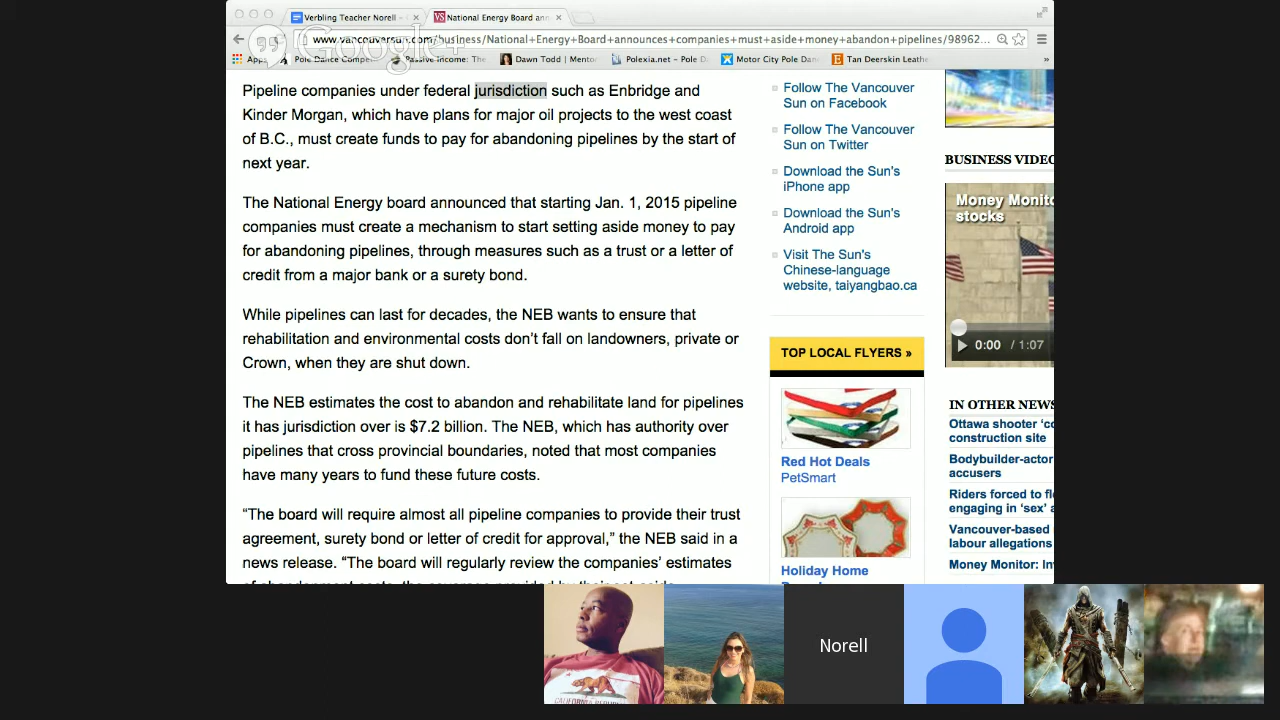 Verbling Teacher Norell -
National Energy Board ann
Google+
www.vancouversun.com/business/National+Energy+Board+announces+companies+must+aside+money+abandon+pipelines/98962...
Apps
Pole Dance Compe
Passive Income: The
Dawn Todd | Mentor
Polexia.net - Pole D
Motor City Pole Dan
Tan Deerskin Leathe
»
Pipeline companies under federal jurisdiction such as Enbridge and
Kinder Morgan, which have plans for major oil projects to the west coast
of B.C., must create funds to pay for abandoning pipelines by the start of
next year.
The National Energy board announced that starting Jan. 1, 2015 pipeline
companies must create a mechanism to start setting aside money to pay
for abandoning pipelines, through measures such as a trust or a letter of
credit from a major bank or a surety bond.
While pipelines can last for decades, the NEB wants to ensure that
rehabilitation and environmental costs don’t fall on landowners, private or
Crown, when they are shut down.
The NEB estimates the cost to abandon and rehabilitate land for pipelines
it has jurisdiction over is $7.2 billion. The NEB, which has authority over
pipelines that cross provincial boundaries, noted that most companies
have many years to fund these future costs.
“The board will require almost all pipeline companies to provide their trust
agreement, surety bond or letter of credit for approval,” the NEB said in a
news release. “The board will regularly review the companies’ estimates
Follow The Vancouver
Sun on Facebook
Follow The Vancouver
Sun on Twitter
Download the Sun's
iPhone app
Download the Sun's
Android app
Visit The Sun's
Chinese-language
website, taiyangbao.ca
TOP LOCAL FLYERS »
Red Hot Deals
PetSmart
Holiday Home
BUSINESS VIDEO
Money Monito
stocks
0:00 / 1:07
IN OTHER NEWS
Ottawa shooter ‘co
construction site
Bodybuilder-actor
accusers
Riders forced to fl
engaging in ‘sex’ a
Vancouver-based
labour allegations
Money Monitor: In
Norell